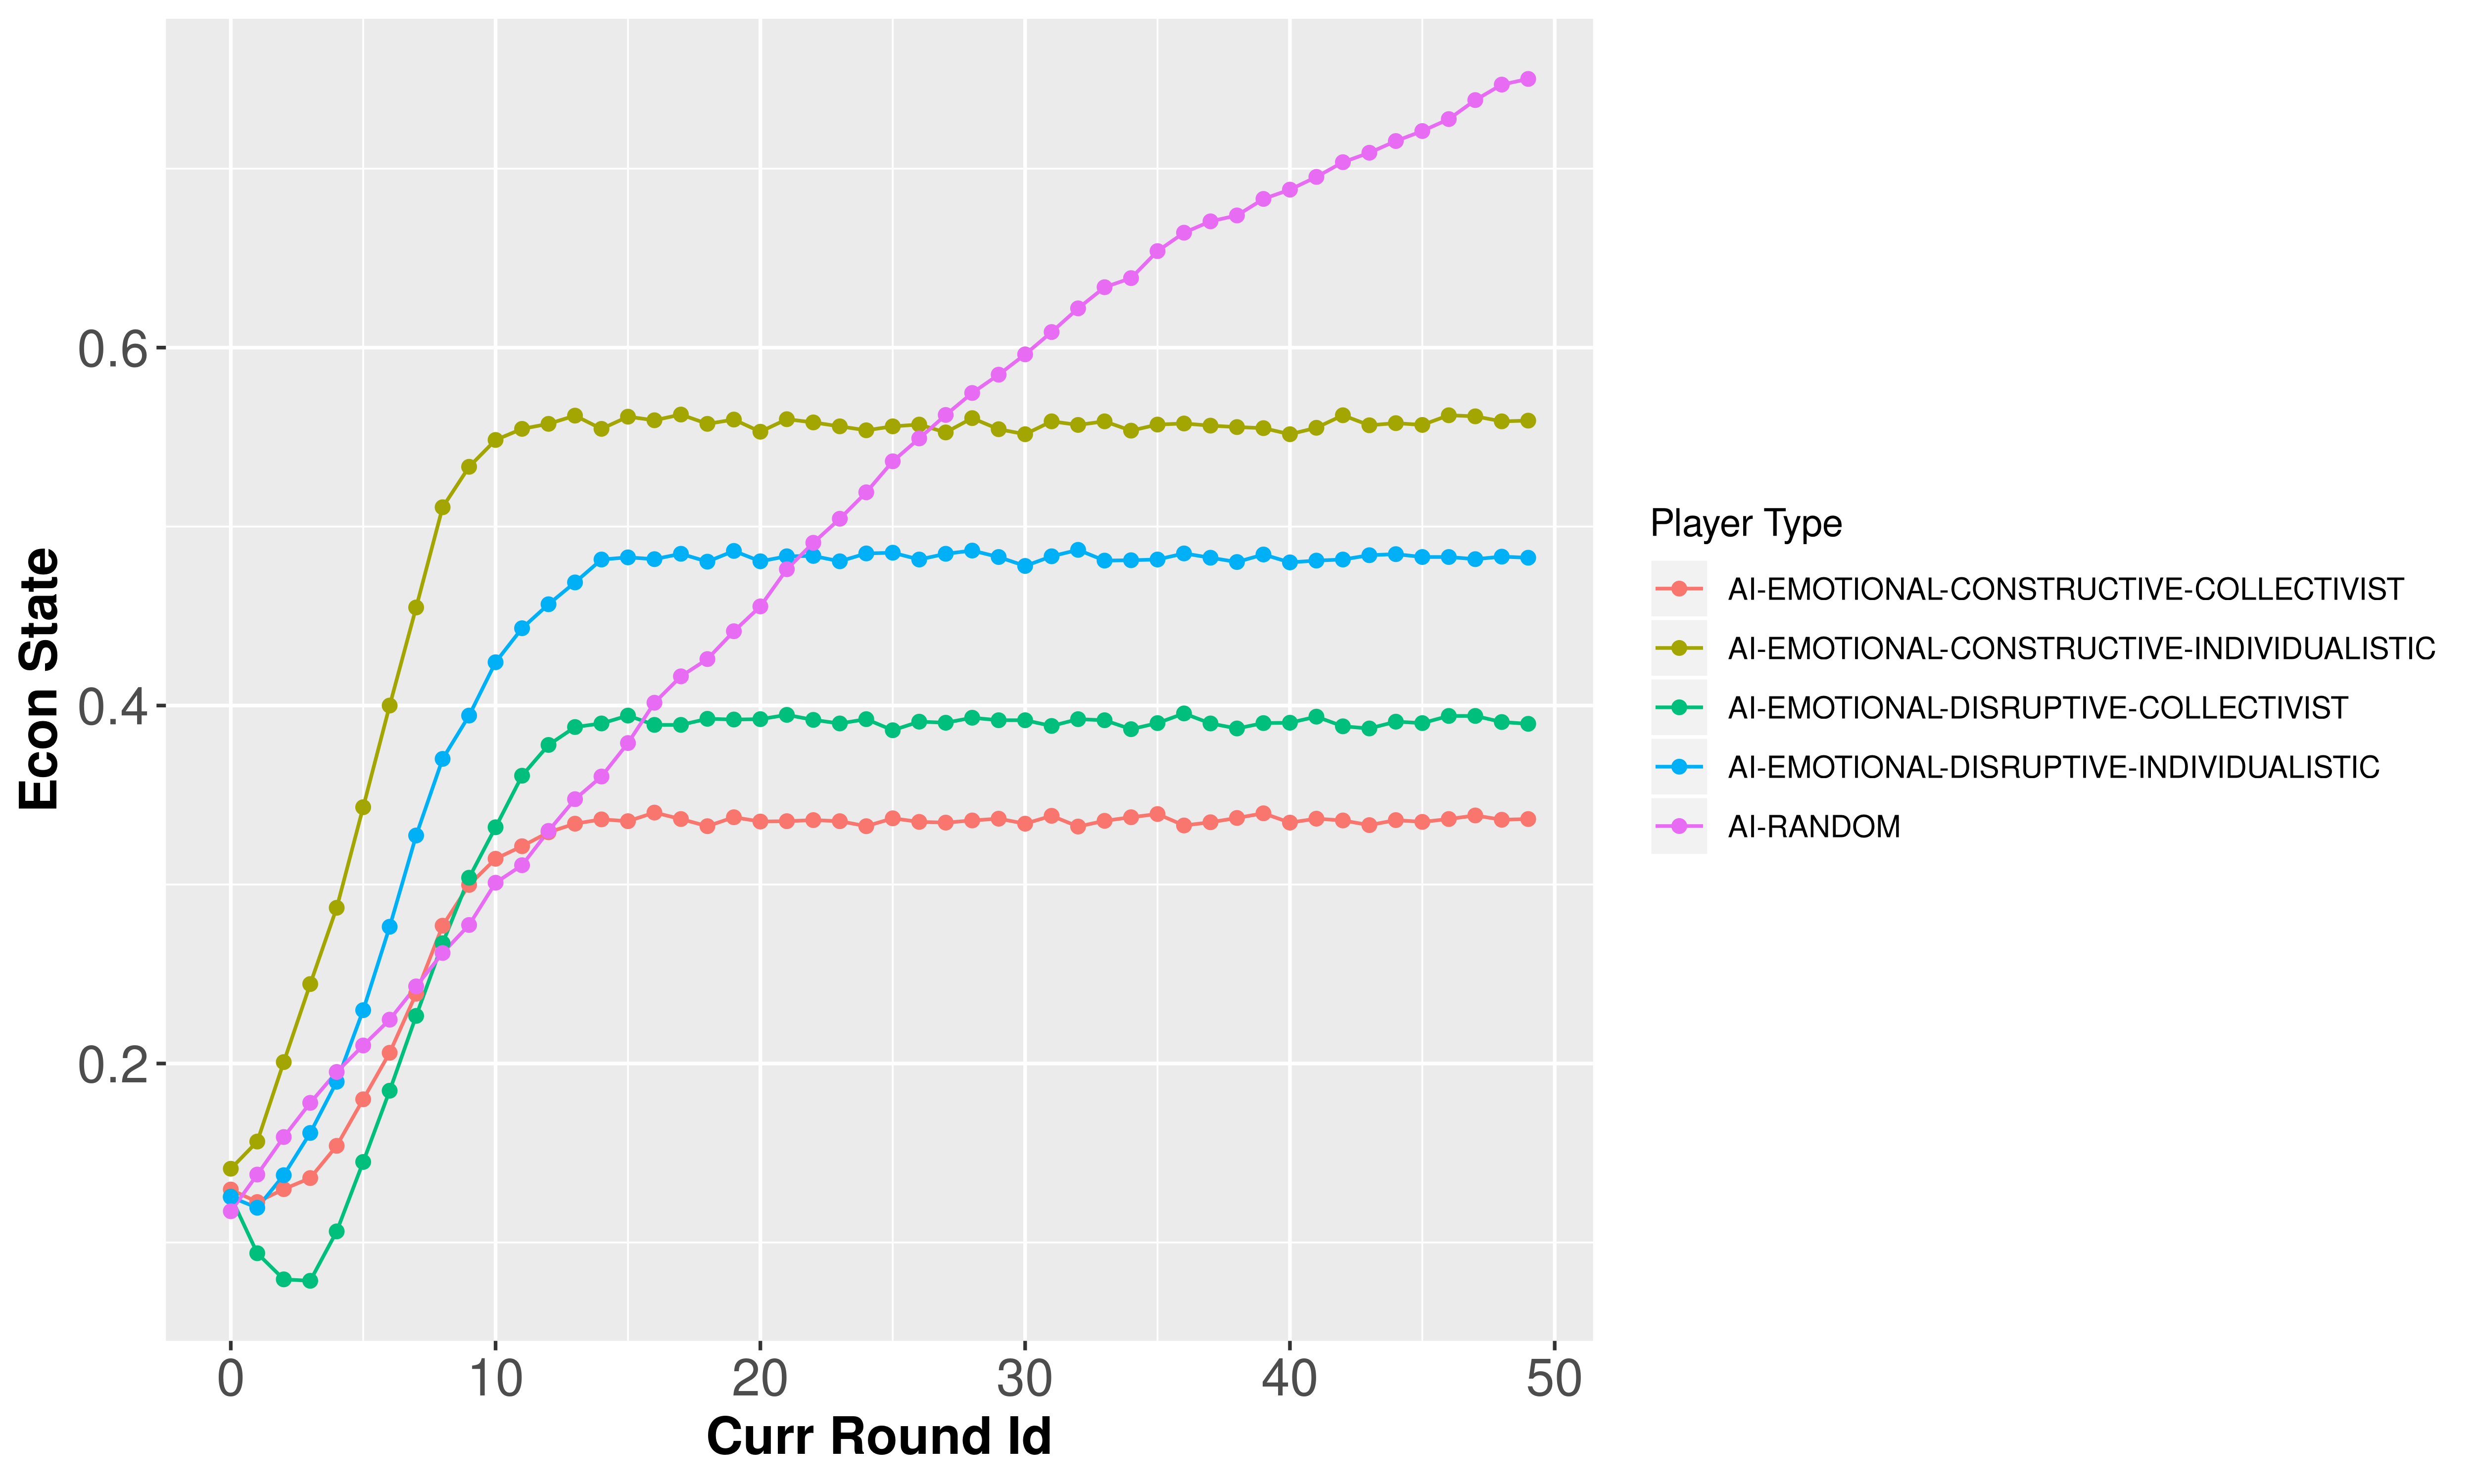 Econ State
0.6
0.4
0.2
0 10 20 30 40 50
Curr Round Id
Player Type
AI-EMOTIONAL-CONSTRUCTIVE-COLLECTIVIST
AI-EMOTIONAL-CONSTRUCTIVE-INDIVIDUALISTIC
AI-EMOTIONAL-DISRUPTIVE-COLLECTIVIST
AI-EMOTIONAL-DISRUPTIVE-INDIVIDUALISTIC
AI-RANDOM